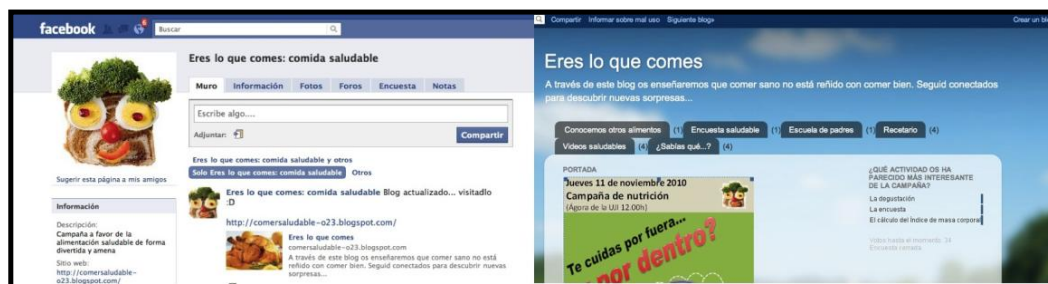 facebook
6
Buscar
Eres lo que comes: comida saludable
Muro Información Fotos Foros Encuesta Notas
Escribe algo....
Adjuntar:
Compartir
Eres lo que comes: comida saludable y otros
Solo Eres lo que comes: comida saludable Otros
Eres lo que comes: comida saludable Blog actualizado... visitadlo
:D
http://comersaludable-o23.blogspot.com/
Eres lo que comes
comersaludable-o23.blogspot.com
A través de este blog os enseñaremos que comer sano no está
reñido con comer bien. Seguid conectados para descubrir nuevas
sorpresas...
Sugerir esta página a mis amigos
Información
Descripción:
Campaña a favor de la
alimentación saludable de forma
divertida y amena
Sitio web:
http://comersaludable-
o23.blogspot.com/
Compartir Informar sobre mal uso Siguiente blog»
Crear un
Eres lo que comes
A través de este blog os enseñaremos que comer sano no está reñido con comer bien. Seguid conectados
para descubrir nuevas sorpresas...
Conocemos otros alimentos (1) Encuesta saludable (1) Escuela de padres (1) Recetario (4)
Videos saludables (4) ¿Sabías qué...? (4)
PORTADA
Jueves 11 de noviembre 2010
Campaña de nutrición
(Ágora de la UJI 12.00h)
Te cuidas por fuera...
por dentro?
¿QUÉ ACTIVIDAD OS HA
PARECIDO MÁS INTERESANTE
DE LA CAMPAÑA?
La degustación
La encuesta
El cálculo del Índice de masa corporal
Votos hasta el momento:
Encuesta cerrada